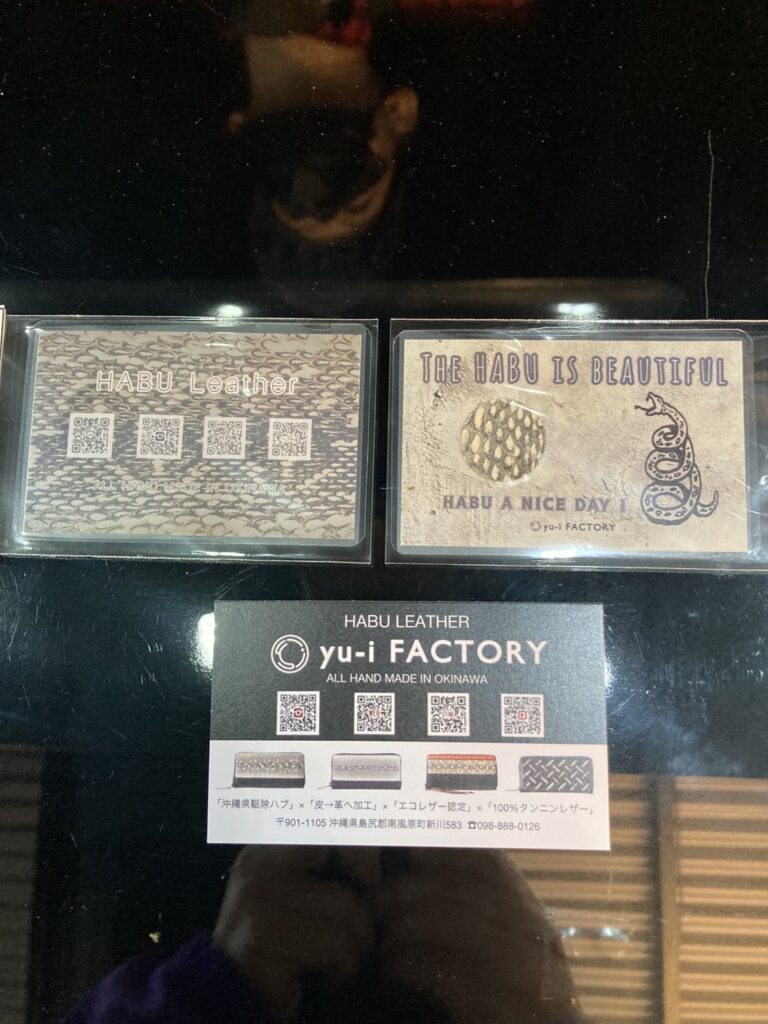 HABU Leather
ALL HAND MADE IN OKINAWA
THE HABU IS BEAUTIFUL
HABU A NICE DAY !
yu-i FACTORY
HABU LEATHER
yu-i FACTORY
ALL HAND MADE IN OKINAWA
「沖縄県駆除ハブ」×「皮→革へ加工」×「エコレザー認定」×「100%タンニンレザー」
〒901-1105 沖縄県島尻郡南風原町新川583 ☎098-888-0126